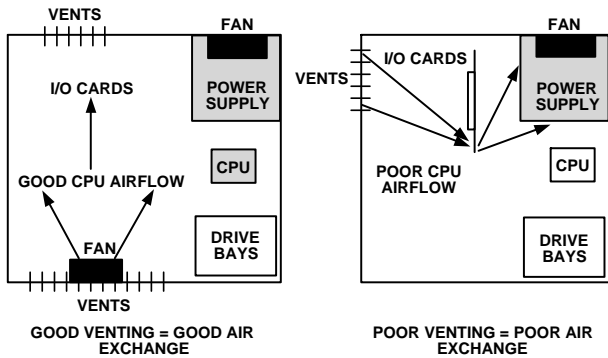 VENTS
FAN
I/O CARDS
POWER
SUPPLY
GOOD CPU AIRFLOW
CPU
FAN
DRIVE
BAYS
VENTS
GOOD VENTING = GOOD AIR
EXCHANGE
FAN
I/O CARDS
VENTS
POWER
SUPPLY
POOR CPU
AIRFLOW
CPU
DRIVE
BAYS
POOR VENTING = POOR AIR
EXCHANGE